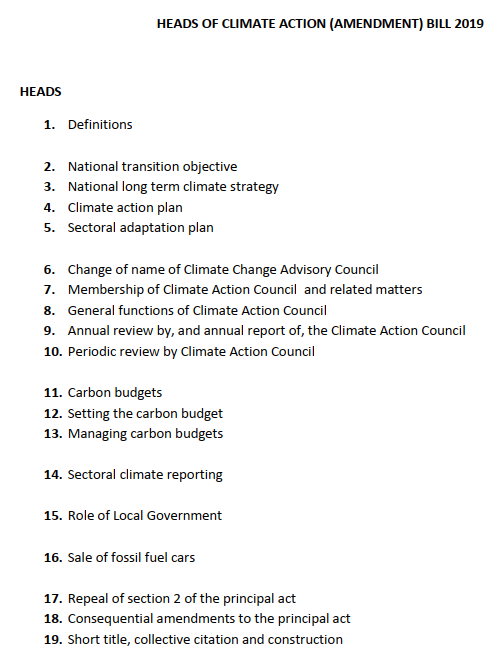 HEADS OF CLIMATE ACTION (AMENDMENT) BILL 2019
HEADS
1. Definitions
2. National transition objective
3. National long term climate strategy
4. Climate action plan
5. Sectoral adaptation plan
6. Change of name of Climate Change Advisory Council
7. Membership of Climate Action Council and related matters
8. General functions of Climate Action Council
9. Annual review by, and annual report of, the Climate Action Council
10. Periodic review by Climate Action Council
11. Carbon budgets
12. Setting the carbon budget
13. Managing carbon budgets
14. Sectoral climate reporting
15. Role of Local Government
16. Sale of fossil fuel cars
17. Repeal of section 2 of the principal act
18. Consequential amendments to the principal act
19. Short title, collective citation and construction